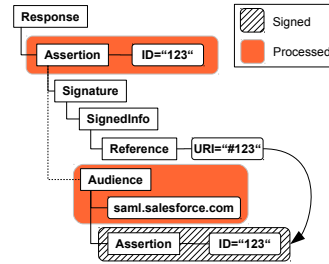 Response
Signed
Processed
Assertion ID="123"
Signature
SignedInfo
Reference URI="#123"
Audience
saml.salesforce.com
Assertion ID="123"